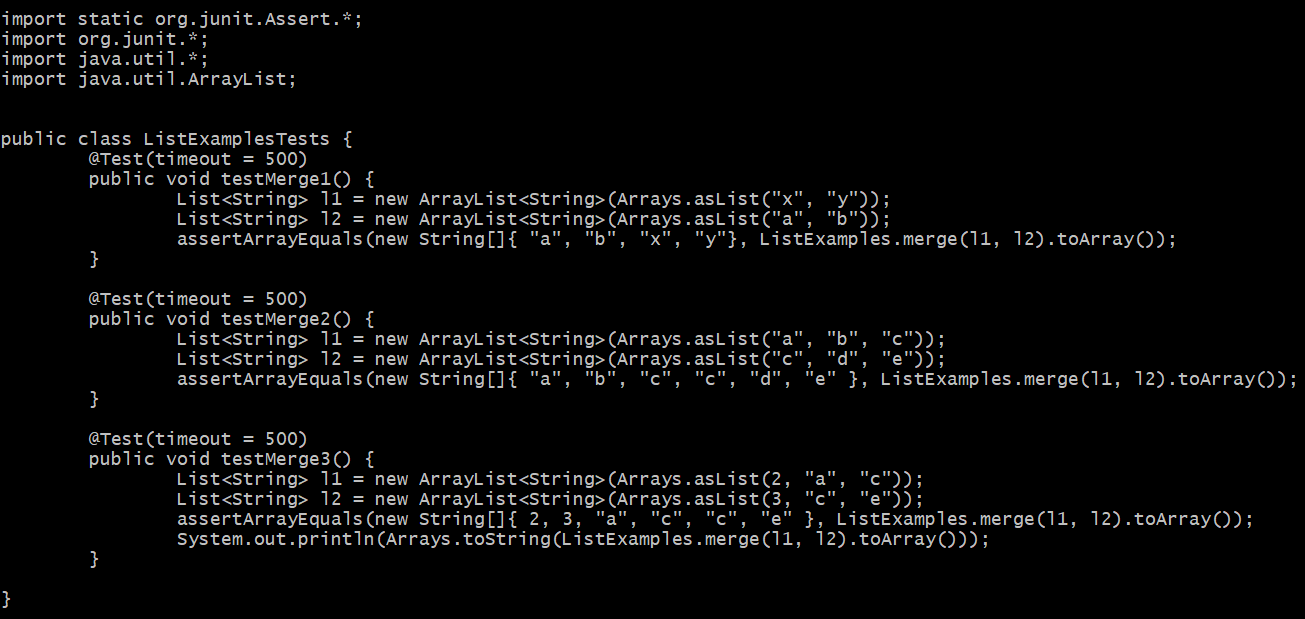 import static org.junit.Assert.*;
import org.junit.*;
import java.util.*;
import java.util.ArrayList;
public class ListExamplesTests {
        @Test(timeout = 500)
        public void testMerge1() {
                List<String> l1 = new ArrayList<String>(Arrays.asList("x", "y"));
                List<String> l2 = new ArrayList<String>(Arrays.asList("a", "b"));
                assertArrayEquals(new String[]{ "a", "b", "x", "y"}, ListExamples.merge(l1, l2).toArray());
        }
        @Test(timeout = 500)
        public void testMerge2() {
                List<String> l1 = new ArrayList<String>(Arrays.asList("a", "b", "c"));
                List<String> l2 = new ArrayList<String>(Arrays.asList("c", "d", "e"));
                assertArrayEquals(new String[]{ "a", "b", "c", "c", "d", "e" }, ListExamples.merge(l1, l2).toArray());
        }
        @Test(timeout = 500)
        public void testMerge3() {
                List<String> l1 = new ArrayList<String>(Arrays.asList(2, "a", "c"));
                List<String> l2 = new ArrayList<String>(Arrays.asList(3, "c", "e"));
                assertArrayEquals(new String[]{ 2, 3, "a", "c", "c", "e" }, ListExamples.merge(l1, l2).toArray());
                System.out.println(Arrays.toString(ListExamples.merge(l1, l2).toArray()));
        }
}